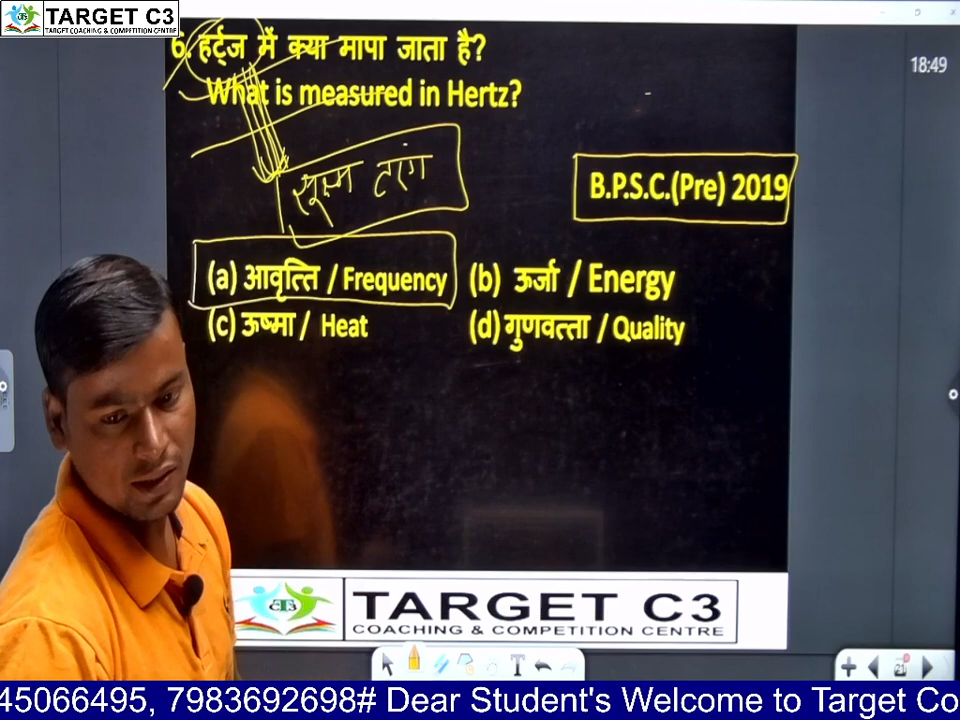 TARGET C3
TARGET COACHING & COMPETITION CENTRE
6. हर्ट्ज में क्या मापा जाता है?
18:49
What is measured in Hertz?
सूक्ष्म तरंग
B.P.S.C.(Pre) 2019
(a) आवृत्ति / Frequency (b) ऊर्जा / Energy
(c) ऊष्मा / Heat (d) गुणवत्ता / Quality
TARGET C3
COACHING & COMPETITION CENTRE
T
21
45066495, 7983692698# Dear Student's Welcome to Target Co